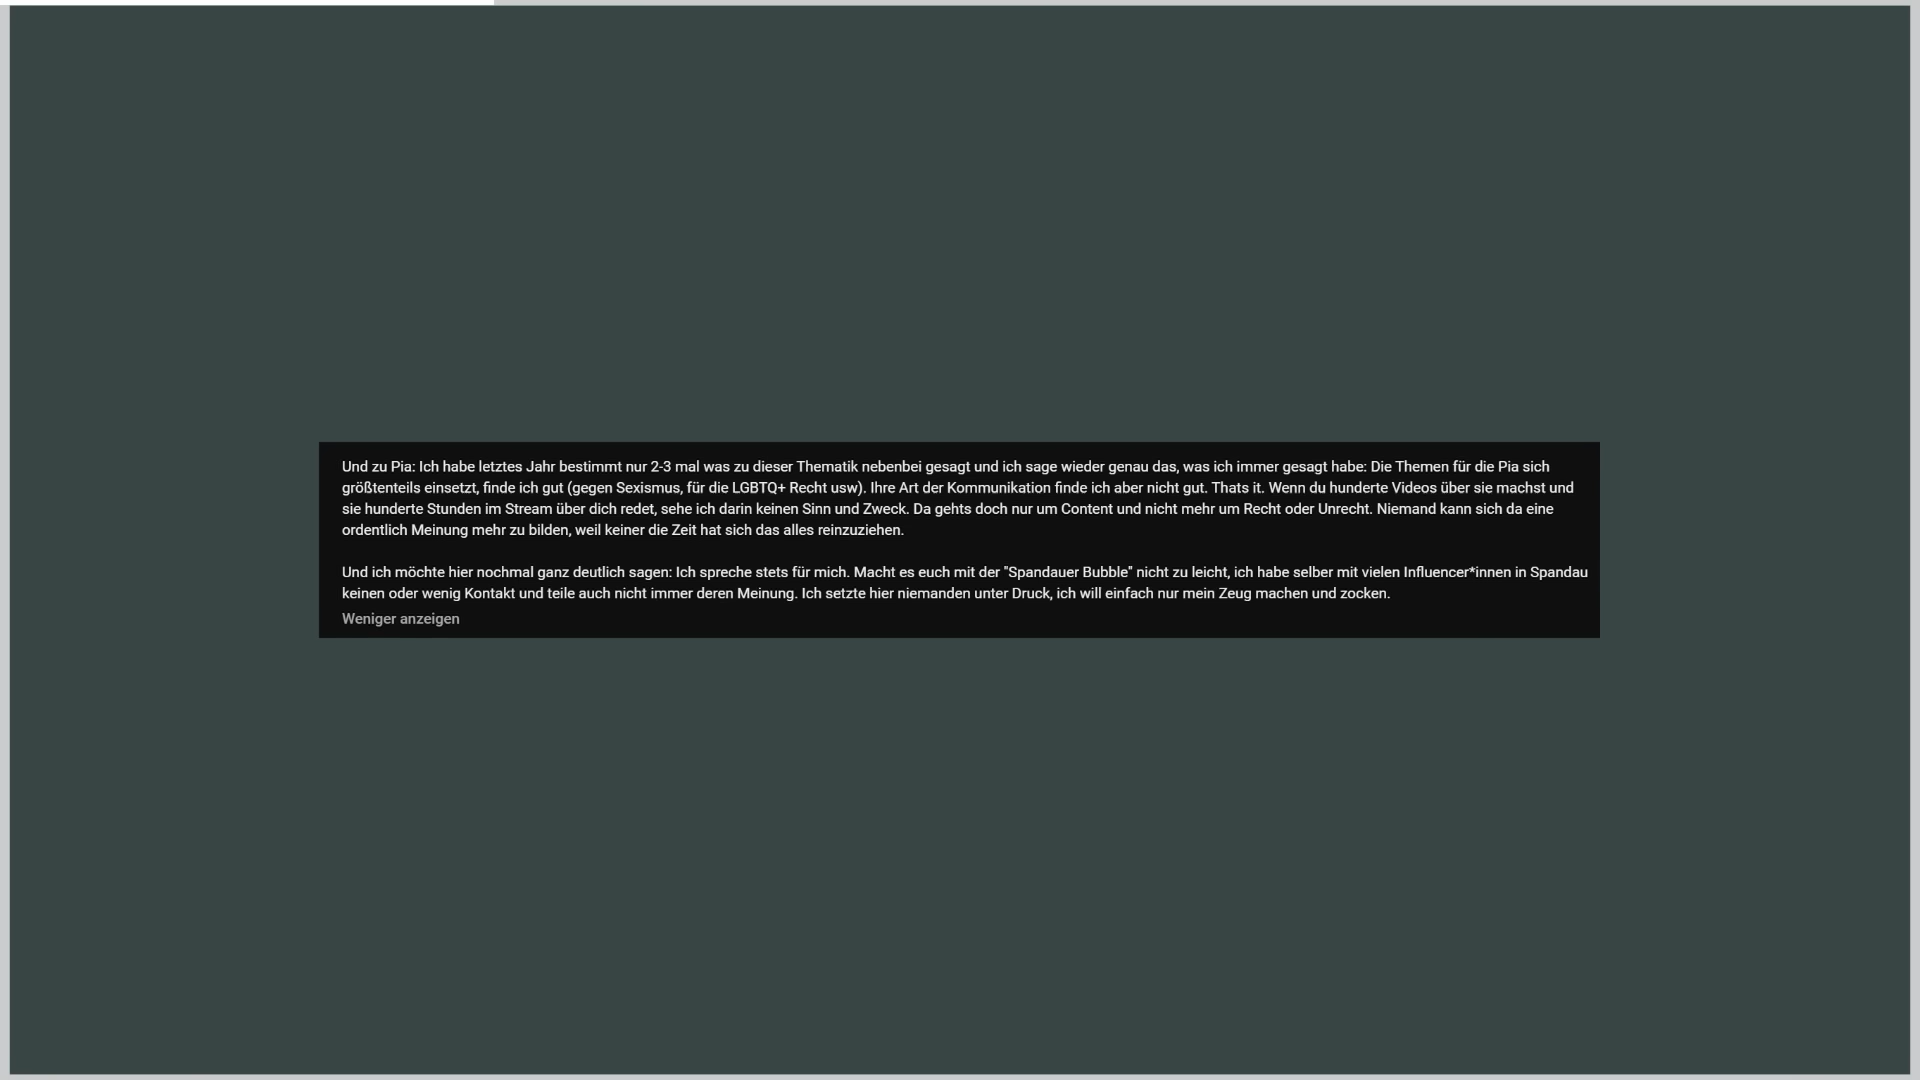 Und zu Pia: Ich habe letztes Jahr bestimmt nur 2-3 mal was zu dieser Thematik nebenbei gesagt und ich sage wieder genau das, was ich immer gesagt habe: Die Themen für die Pia sich
größtenteils einsetzt, finde ich gut (gegen Sexismus, für die LGBTQ+ Recht usw). Ihre Art der Kommunikation finde ich aber nicht gut. Thats it. Wenn du hunderte Videos über sie machst und
sie hunderte Stunden im Stream über dich redet, sehe ich darin keinen Sinn und Zweck. Da gehts doch nur um Content und nicht mehr um Recht oder Unrecht. Niemand kann sich da eine
ordentlich Meinung mehr zu bilden, weil keiner die Zeit hat sich das alles reinzuziehen.
Und ich möchte hier nochmal ganz deutlich sagen: Ich spreche stets für mich. Macht es euch mit der "Spandauer Bubble" nicht zu leicht, ich habe selber mit vielen Influencer*innen in Spandau
keinen oder wenig Kontakt und teile auch nicht immer deren Meinung. Ich setzte hier niemanden unter Druck, ich will einfach nur mein Zeug machen und zocken.
Weniger anzeigen